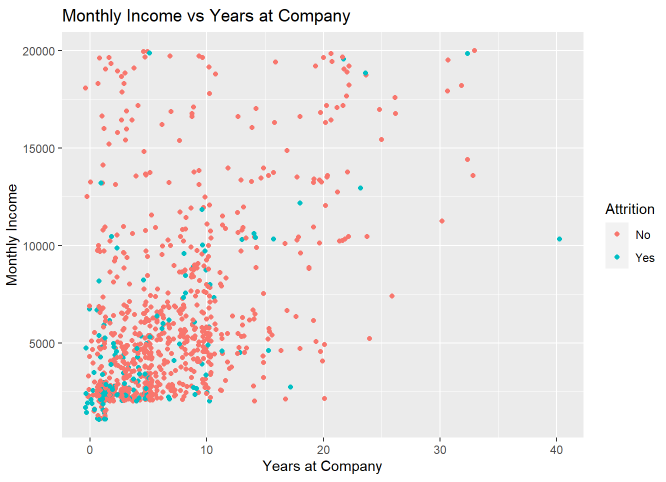 Monthly Income vs Years at Company
20000
15000
10000
5000
Monthly Income
0
10
20
30
40
Years at Company
Attrition
No
Yes